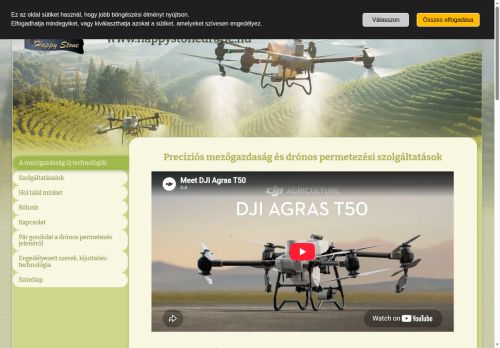 Ez az oldal sütiket használ, hogy jobb böngészési élményt nyújtson.
Elfogadhatja mindegyiket, vagy kiválaszthatja azokat a sütiket, amelyeket szívesen engedélyez.
Válasszon
Összes elfogadása
Happy Stone
www.happystonedrone.hu
A mezőgazdaság új technológiái
Szolgáltatásaink
Hol talál minket
Rólunk
Kapcsolat
Pár gondolat a drónos permetezés
jelenéről
Engedélyezett szerek, kijuttatási
technológia
Szórólap
Precíziós mezőgazdaság és drónos permetezési szolgáltatások
Meet DJI Agras T50
DJI
dji AGRICULTURE
DJI AGRAS T50
Watch on YouTube